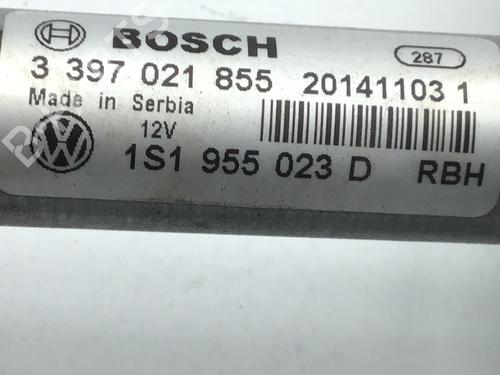 BOSCH 287
3 397 021 855 20141103 1
Made in Serbia
12V
1S1 955 023 D RBH